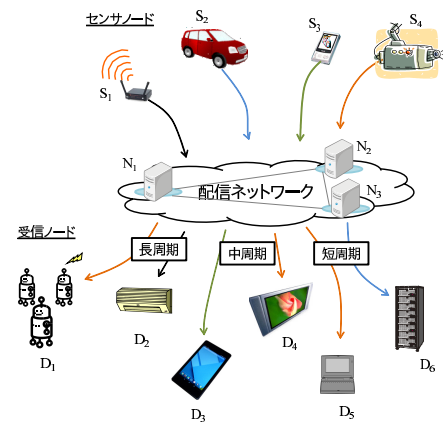 センサノード
S2
S3
S4
S1
N1
N2
配信ネットワーク
N3
受信ノード
長周期
中周期
短周期
D1
D2
D3
D4
D5
D6